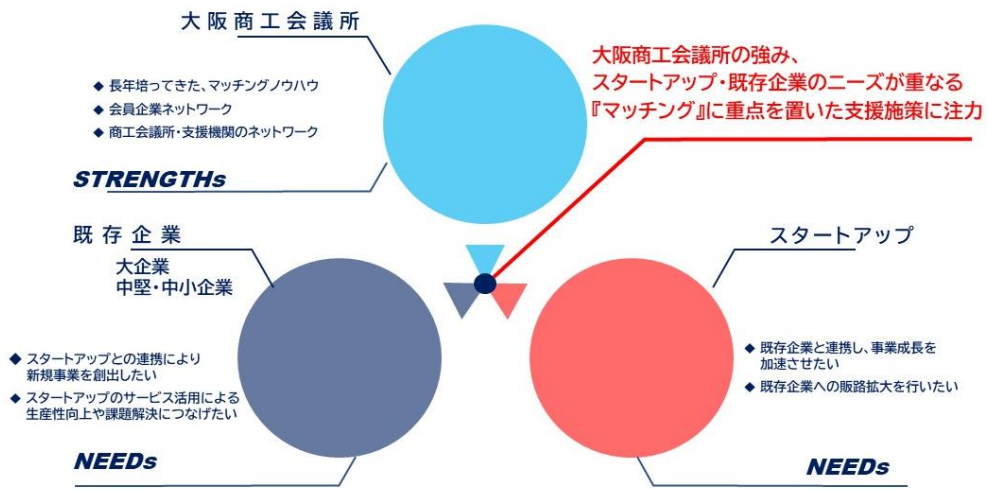 大阪商工会議所
◆ 長年培ってきた、マッチングノウハウ
◆ 会員企業ネットワーク
◆ 商工会議所・支援機関のネットワーク
STRENGTHs
大阪商工会議所の強み、
スタートアップ・既存企業のニーズが重なる
『マッチング』に重点を置いた支援施策に注力
既存企業
大企業
中堅・中小企業
◆ スタートアップとの連携により
新規事業を創出したい
◆ スタートアップのサービス活用による
生産性向上や課題解決につなげたい
NEEDs
スタートアップ
◆ 既存企業と連携し、事業成長を
加速させたい
◆ 既存企業への販路拡大を行いたい
NEEDs